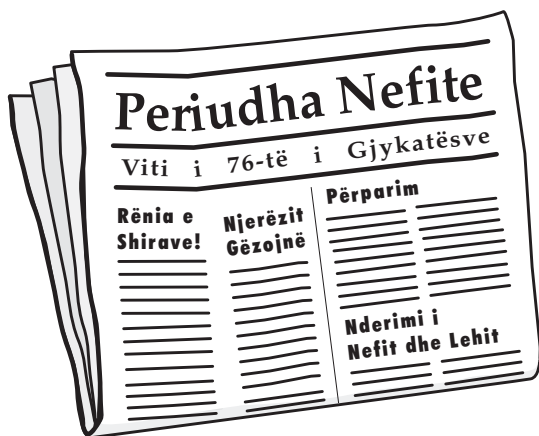 Periudha Nefite
Viti i 76-të i Gjykatësve
Rënia e
Shirave!
Njerëzit
Gëzojnë
Përparim
Nderimi i
Nefit dhe Lehit